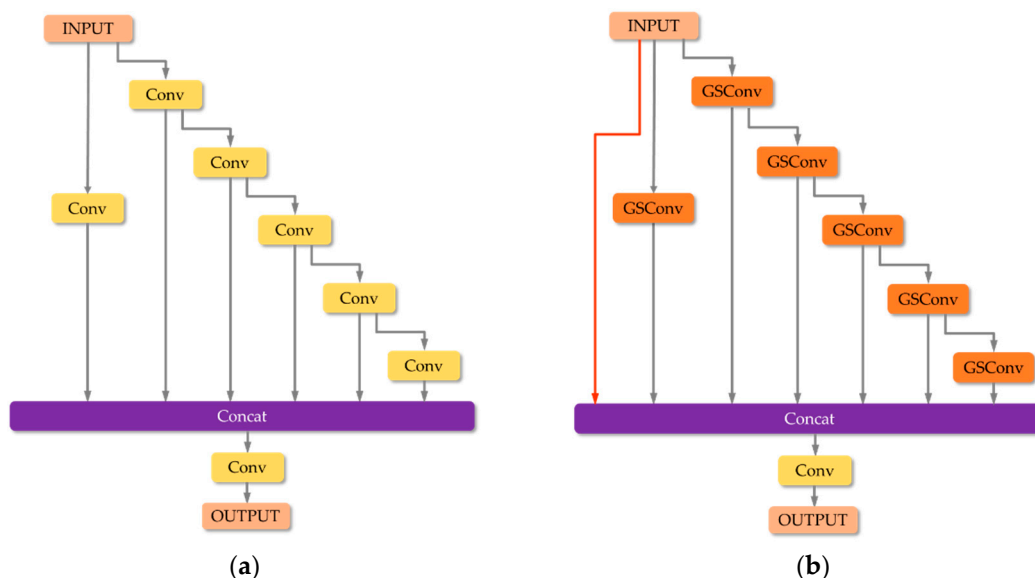 INPUT
Conv
Conv
Conv
Conv
Conv
Conv
Concat
Conv
OUTPUT
(a)
INPUT
GSConv
GSConv
GSConv
GSConv
GSConv
GSConv
Concat
Conv
OUTPUT
(b)